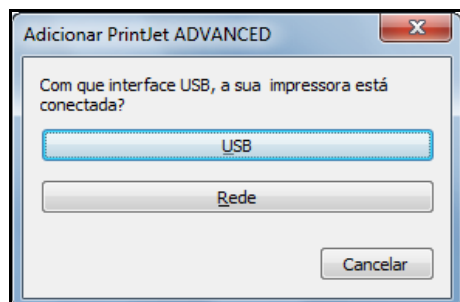 Adicionar PrintJet ADVANCED
Com que interface USB, a sua impressora está
conectada?
USB
Rede
Cancelar